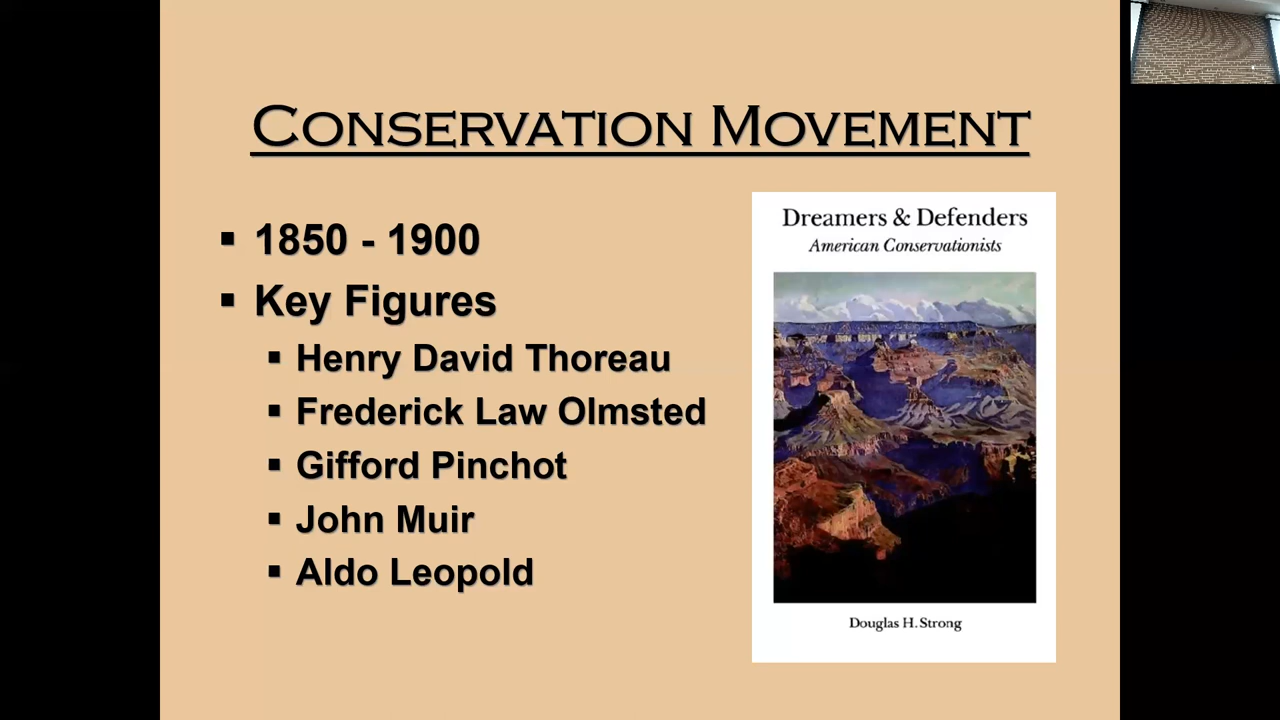 CONSERVATION MOVEMENT
▪ 1850 - 1900
▪ Key Figures
▪ Henry David Thoreau
▪ Frederick Law Olmsted
▪ Gifford Pinchot
▪ John Muir
▪ Aldo Leopold
Dreamers & Defenders
American Conservationists
Douglas H. Strong